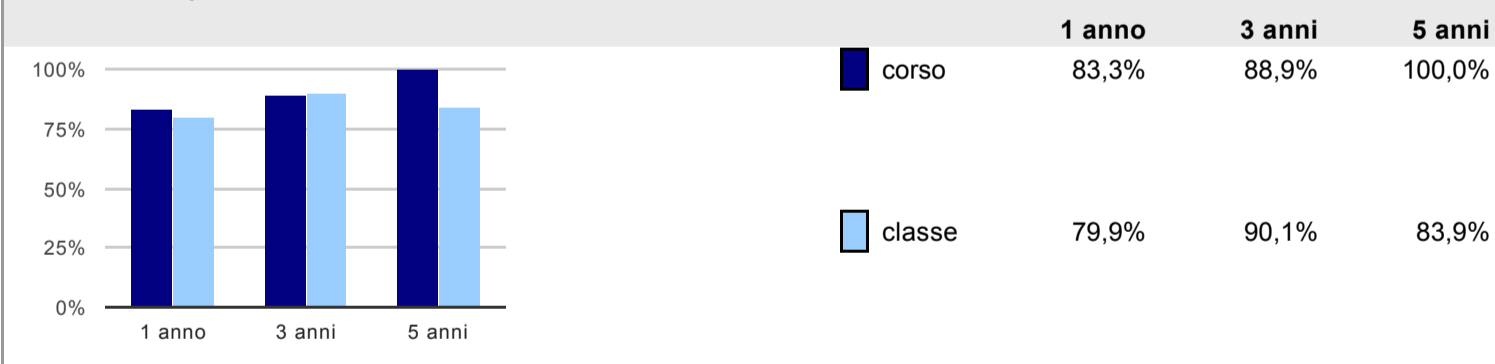 1 anno 3 anni 5 anni
corso 83,3% 88,9% 100,0%
classe 79,9% 90,1% 83,9%
100%
75%
50%
25%
0%
1 anno 3 anni 5 anni